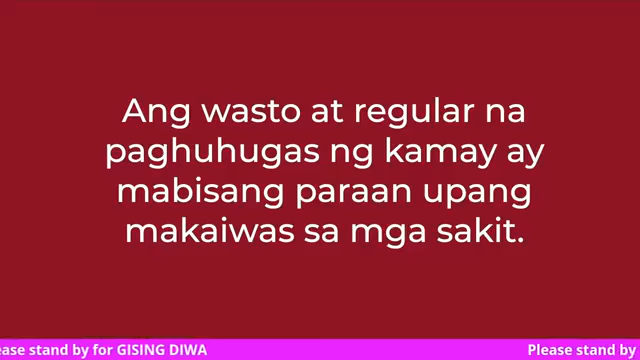 Ang wasto at regular na
paghuhugas ng kamay ay
mabisang paraan upang
makaiwas sa mga sakit.
ease stand by for GISING DIWA
Please stand by